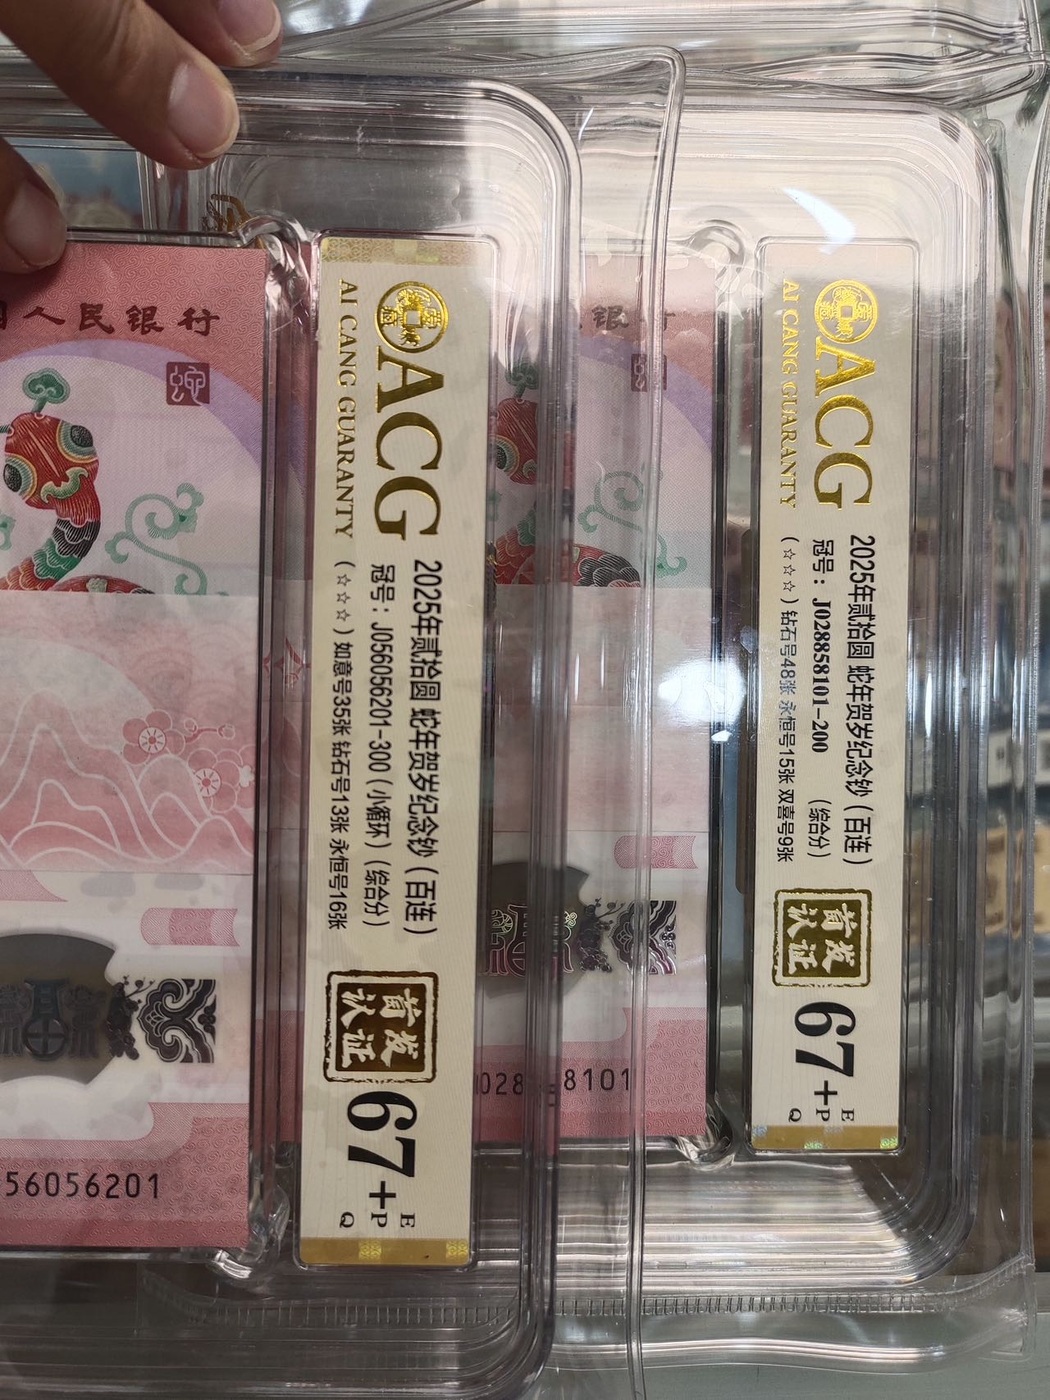 人民银行
56056201
ACG
AI CANG GUARANTY
2025年贰拾圆 蛇年贺岁纪念钞（百连）
冠号：J056056201-300（小循环）（综合分）
（☆☆☆）如意号35张 钻石号13张 永恒号16张
首发认证
67+
E
P
Q
银行
028
8101
ACG
AI CANG GUARANTY
2025年贰拾圆 蛇年贺岁纪念钞（百连）
冠号：J028858101-200 （综合分）
（☆☆☆）钻石号48张 永恒号15张 双喜号9张
首发认证
67+
E
P
Q